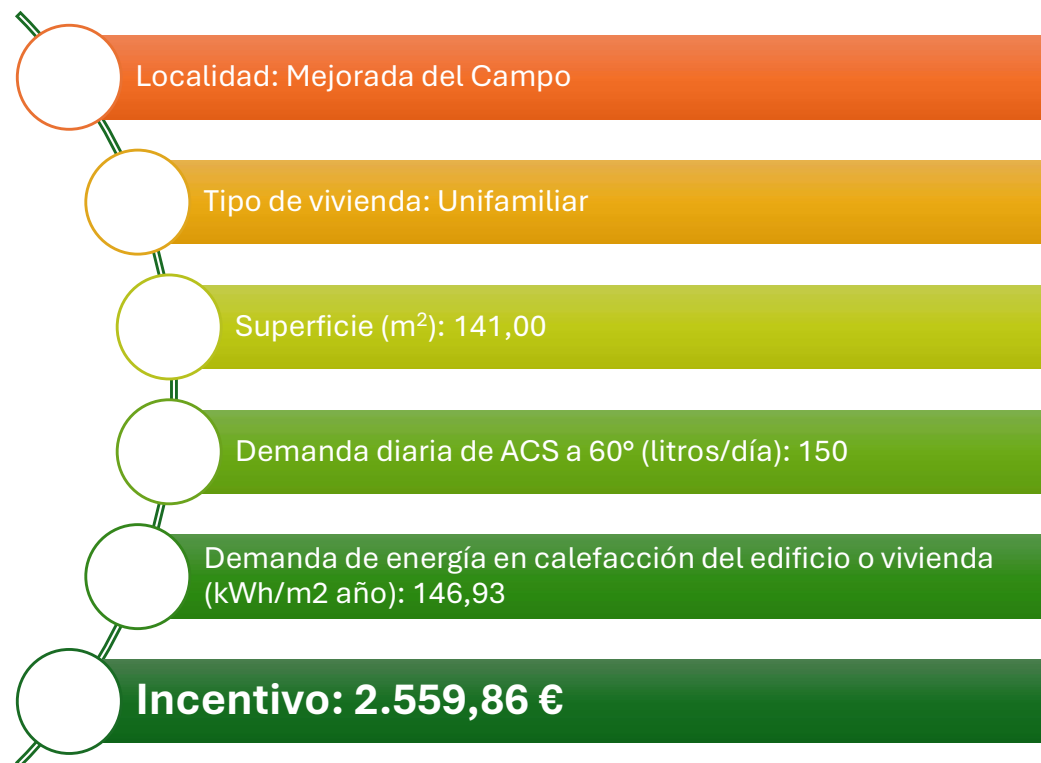 Localidad: Mejorada del Campo
Tipo de vivienda: Unifamiliar
Superficie (m²): 141,00
Demanda diaria de ACS a 60° (litros/día): 150
Demanda de energía en calefacción del edificio o vivienda
(kWh/m2 año): 146,93
Incentivo: 2.559,86 €